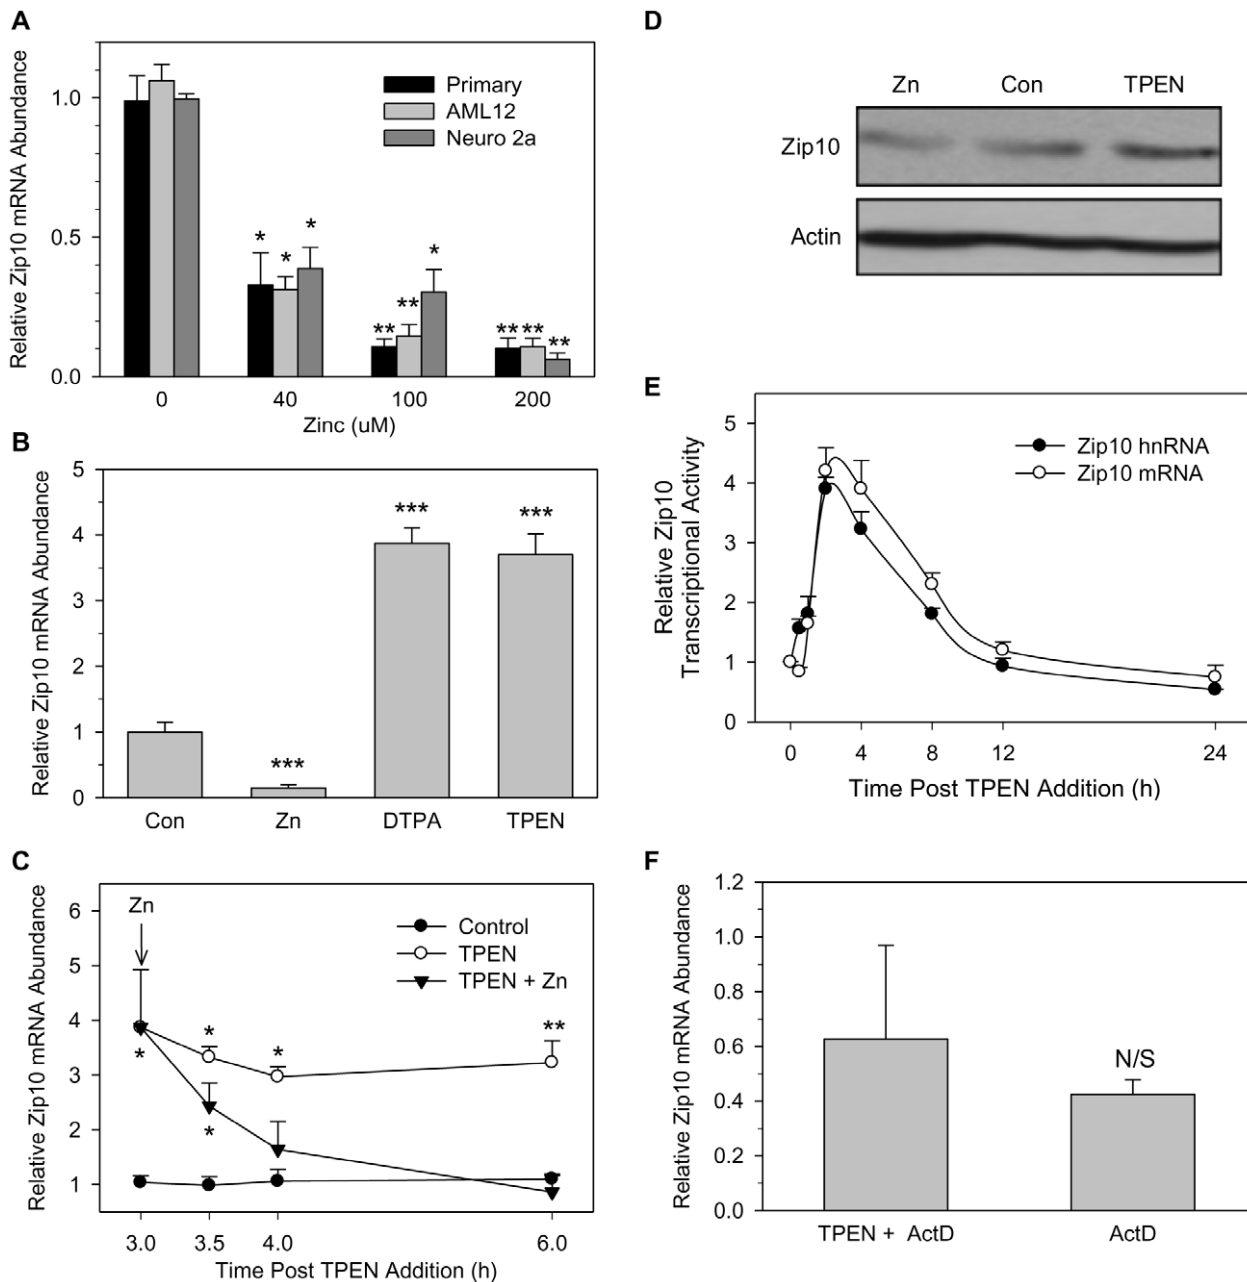 A
Relative Zip10 mRNA Abundance
1.0
0.5
0.0
Primary
AML12
Neuro 2a
* * *
** ** *
** ** **
0 40 100 200
Zinc (uM)
B
Relative Zip10 mRNA Abundance
5
4
3
2
1
0
***
***
***
Con Zn DTPA TPEN
C
Relative Zip10 mRNA Abundance
6
5
4
3
2
1
Zn
Control
TPEN
TPEN + Zn
*
*
*
*
**
3.0 3.5 4.0 6.0
Time Post TPEN Addition (h)
D
Zn Con TPEN
Zip10
Actin
E
Relative Zip10
Transcriptional Activity
5
4
3
2
1
0
Zip10 hnRNA
Zip10 mRNA
0 4 8 12 24
Time Post TPEN Addition (h)
F
Relative Zip10 mRNA Abundance
1.2
1.0
0.8
0.6
0.4
0.2
0.0
N/S
TPEN + ActD ActD